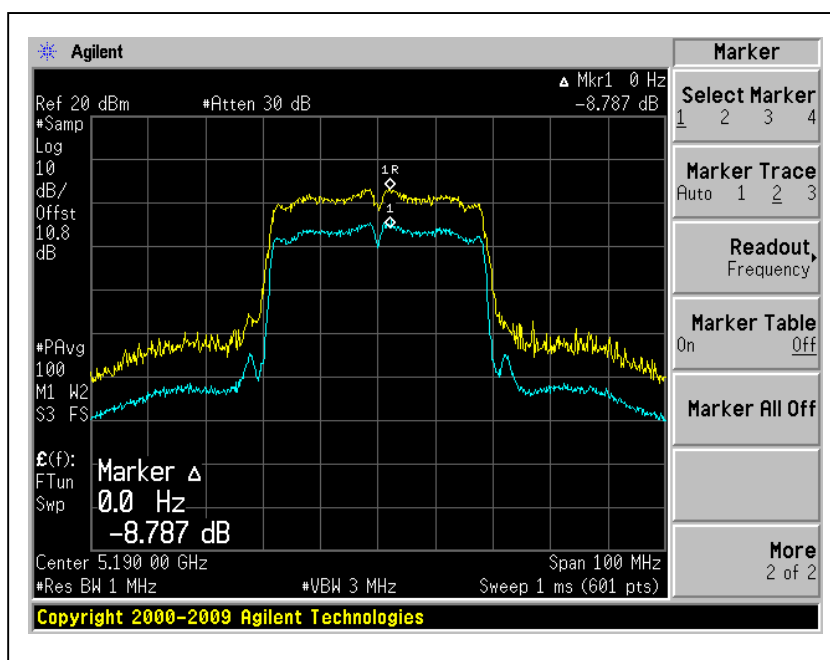 Agilent
Marker
Δ Mkr1 0 Hz
Ref 20 dBm #Atten 30 dB -8.787 dB
#Samp
Log
10
dB/
Offst
10.8
dB
1R
1
#PAvg
100
M1 W2
S3 FS
£(f):
FTun
Swp
Marker Δ
0.0 Hz
-8.787 dB
Center 5.190 00 GHz Span 100 MHz
#Res BW 1 MHz #VBW 3 MHz Sweep 1 ms (601 pts)
Copyright 2000-2009 Agilent Technologies
Select Marker
1 2 3 4
Marker Trace
Auto 1 2 3
Readout
Frequency
Marker Table
On Off
Marker All Off
More
2 of 2